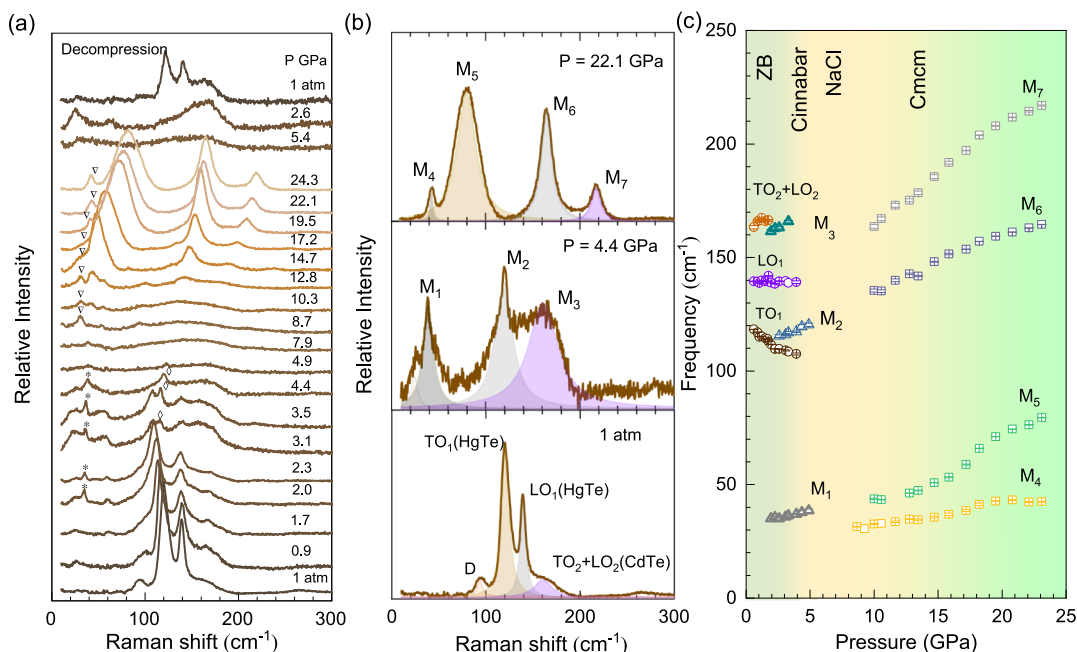 (a)
Decompression
P GPa
1 atm
2.6
5.4
24.3
22.1
19.5
17.2
14.7
12.8
10.3
8.7
7.9
4.9
4.4
3.5
3.1
2.3
2.0
1.7
0.9
1 atm
* * * * *
Relative Intensity
0 100 200 300
Raman shift (cm-1)
(b)
P = 22.1 GPa
M5
M6
M4
M7
P = 4.4 GPa
M1
M2
M3
1 atm
TO1(HgTe)
LO1(HgTe)
D
TO2+LO2(CdTe)
Relative Intensity
0 100 200 300
Raman shift (cm-1)
(c)
250
200
150
100
50
0
Frequency (cm-1)
ZB
Cinnabar
NaCl
Cmcm
M7
TO2+LO2
M3
M6
LO1
TO1
M2
M5
M4
M1
0 5 10 15 20 25
Pressure (GPa)